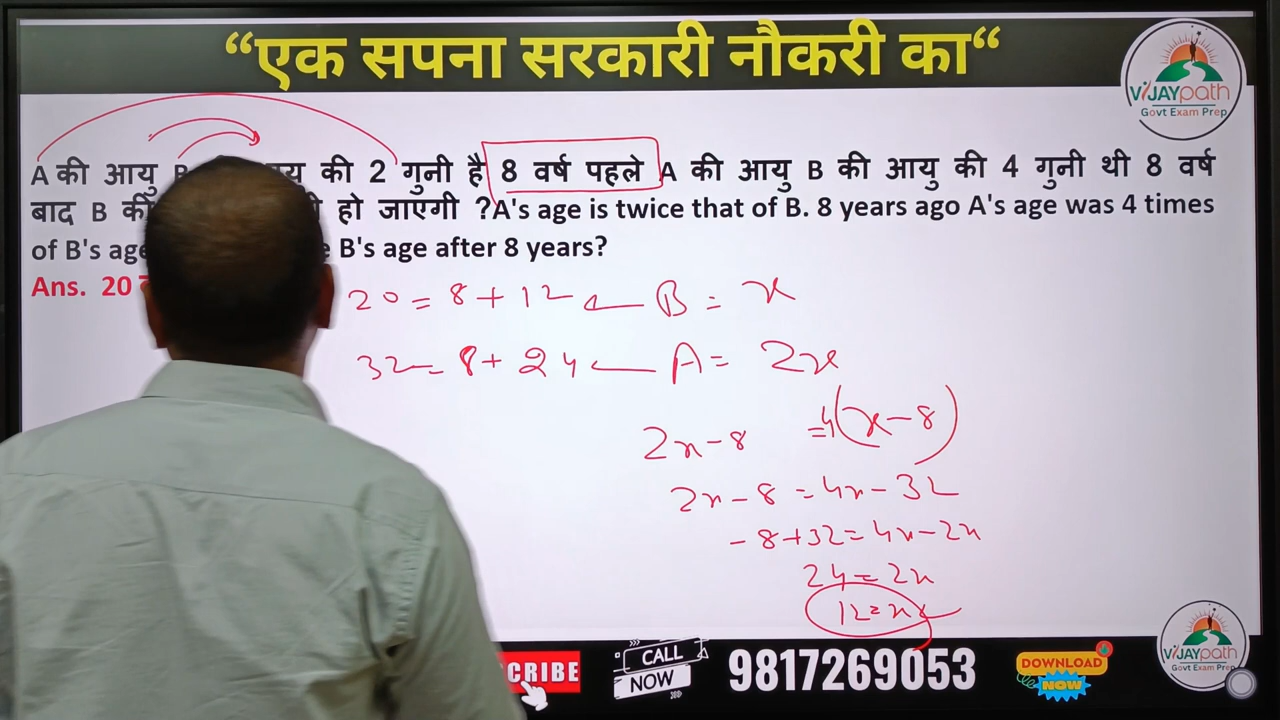 “एक सपना सरकारी नौकरी का“
VIJAYpath
Govt Exam Prep
A की आयु की 2 गुनी है 8 वर्ष पहले A की आयु B की आयु की 4 गुनी थी 8 वर्ष
बाद B की हो जाएगी ?A's age is twice that of B. 8 years ago A's age was 4 times
of B's age B's age after 8 years?
Ans. 20
20 = 8 + 12 ← B = x
32 = 8 + 24 ← A = 2x
2x - 8 = 4(x - 8)
2x - 8 = 4x - 32
- 8 + 32 = 4x - 2x
24 = 2x
12 = x
CRIBE
CALL
NOW
9817269053
DOWNLOAD
NOW
VIJAYpath
Govt Exam Prep